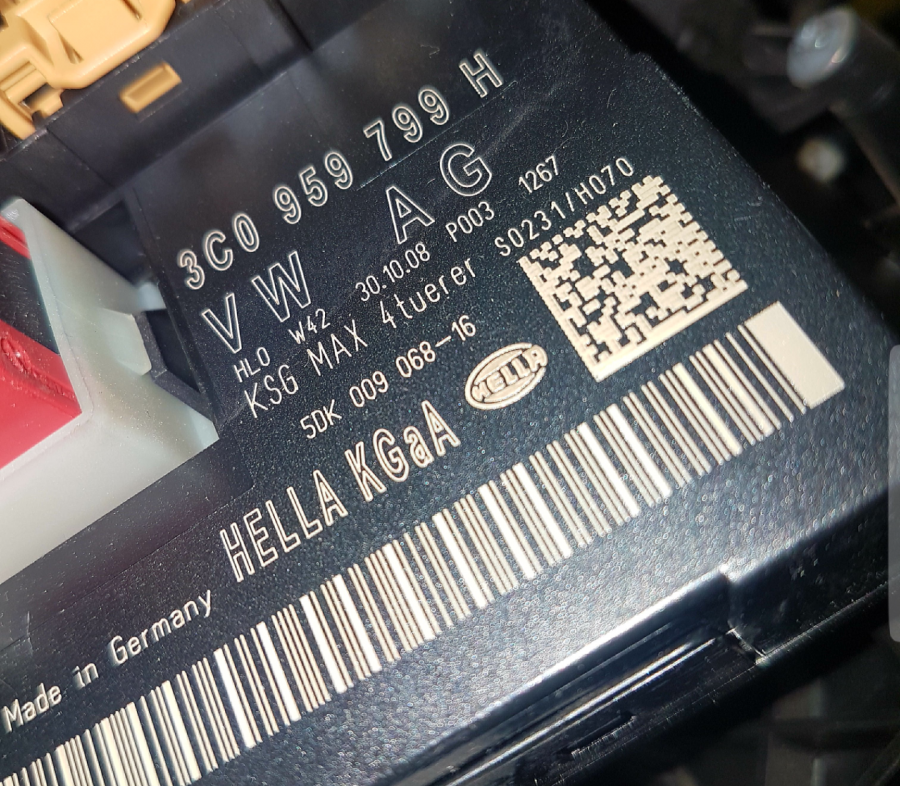 3C0 959 799 H
VW AG
HLO W42 30.10.08 P003 1267
KSG MAX 4tuerer S0231/H070
5DK 009 068-16
HELLA
HELLA KGaA
Made in Germany